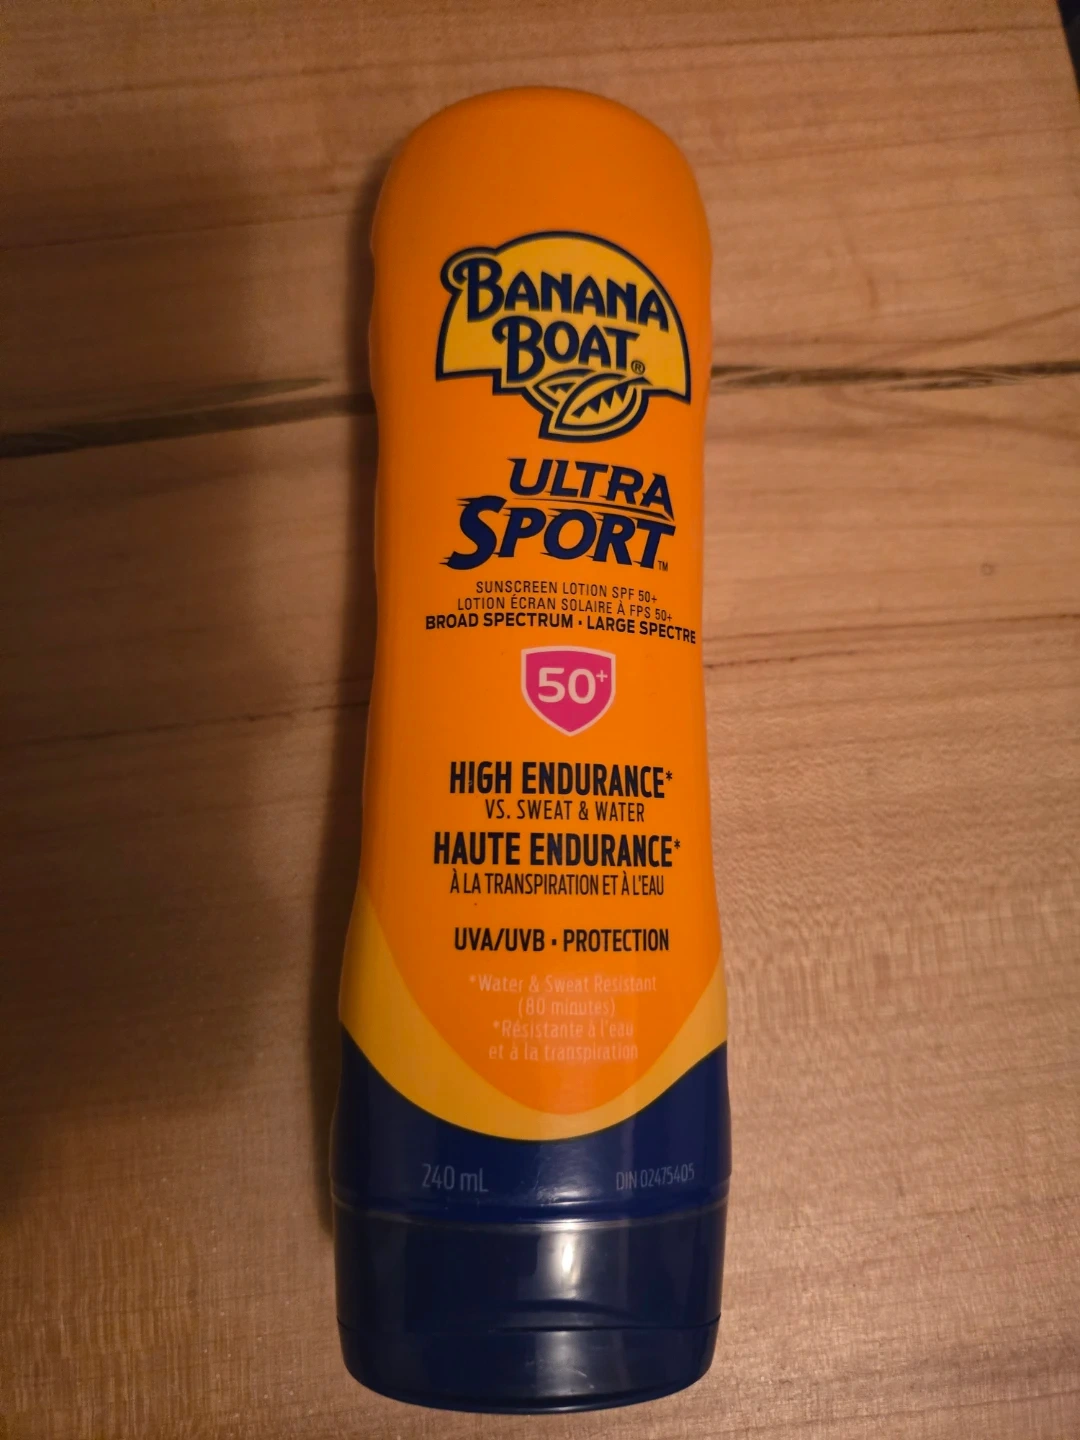 BANANA
BOAT®
ULTRA
SPORT™
SUNSCREEN LOTION SPF 50+
LOTION ÉCRAN SOLAIRE À FPS 50+
BROAD SPECTRUM • LARGE SPECTRE
50+
HIGH ENDURANCE*
VS. SWEAT & WATER
HAUTE ENDURANCE*
À LA TRANSPIRATION ET À L'EAU
UVA/UVB • PROTECTION
*Water & Sweat Resistant
(80 minutes)
*Résistante à l'eau
et à la transpiration
240 mL DIN 02475405